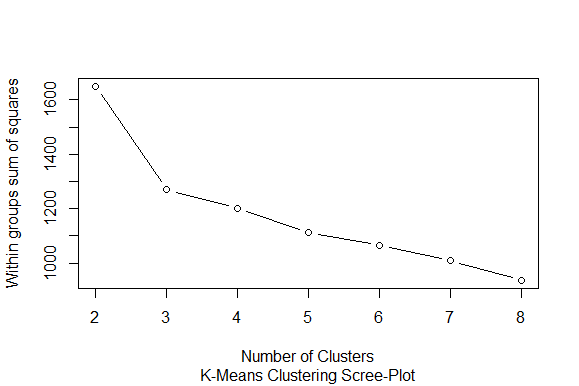 Within groups sum of squares
1600
1400
1200
1000
2 3 4 5 6 7 8
Number of Clusters
K-Means Clustering Scree-Plot